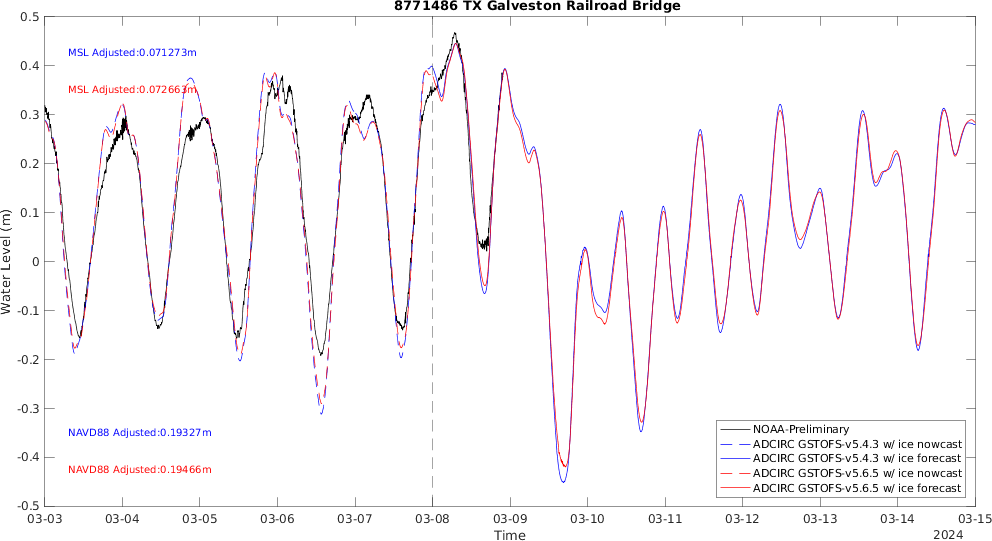 8771486 TX Galveston Railroad Bridge
MSL Adjusted:0.071273m
MSL Adjusted:0.072663m
NAVD88 Adjusted:0.19327m
NAVD88 Adjusted:0.19466m
Water Level (m)
0.5
0.4
0.3
0.2
0.1
0
-0.1
-0.2
-0.3
-0.4
-0.5
NOAA-Preliminary
ADCIRC GSTOFS-v5.4.3 w/ ice nowcast
ADCIRC GSTOFS-v5.4.3 w/ ice forecast
ADCIRC GSTOFS-v5.6.5 w/ ice nowcast
ADCIRC GSTOFS-v5.6.5 w/ ice forecast
03-03 03-04 03-05 03-06 03-07 03-08 03-09 03-10 03-11 03-12 03-13 03-14 03-15
Time
2024